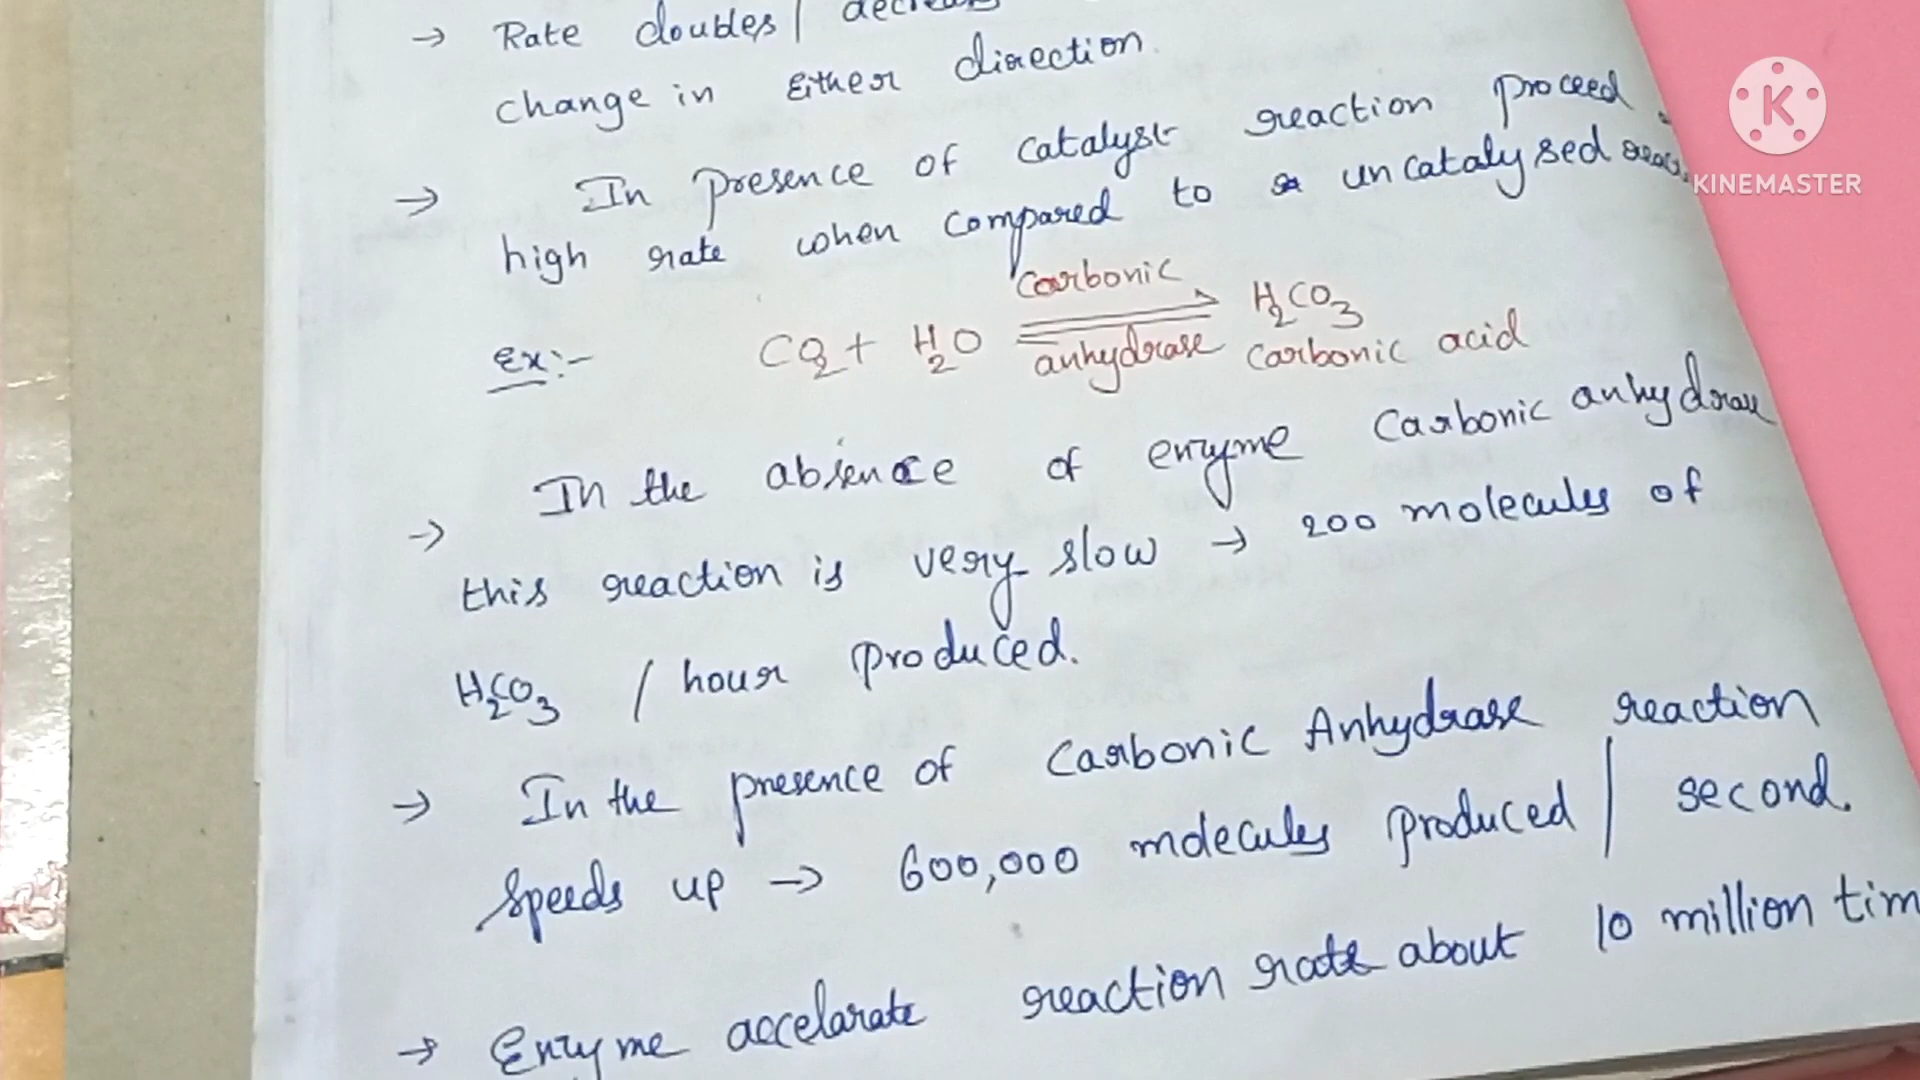 → Rate doubles /
change in Either direction.
→ In presence of catalyst reaction proceed
high rate when compared to uncatalysed
Ex:- CO2 + H2O carbonic anhydrase H2CO3
carbonic acid
→ In the absence of enzyme Carbonic
this reaction is very slow → 200 molecules of
H2CO3 / hour produced.
→ In the presence of Carbonic Anhydrase reaction
speeds up → 600,000 molecules produced / second.
→ Enzyme accelarate reaction rate about 10 million
KINEMASTER